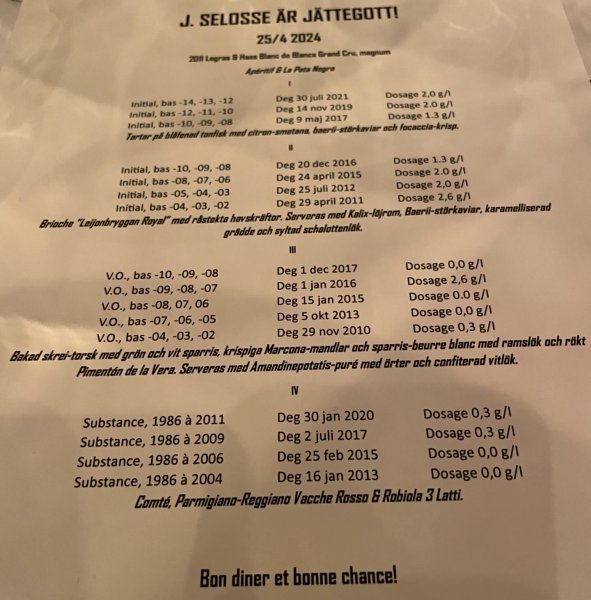 J. SELOSSE ÄR JÄTTEGOTT!
25/4 2024
2011 Legras & Haas Blanc de Blancs Grand Cru, magnum
Apéritif & La Pata Negra
I
Initial, bas -14, -13, -12 Deg 30 juli 2021 Dosage 2,0 g/l
Initial, bas -12, -11, -10 Deg 14 nov 2019 Dosage 2.0 g/l
Initial, bas -10, -09, -08 Deg 9 maj 2017 Dosage 1.3 g/l
Tartar på blåfenad tonfisk med citron-smetana, baerii-störkaviar och focaccia-krisp.
II
Initial, bas -10, -09, -08 Deg 20 dec 2016 Dosage 1.3 g/l
Initial, bas -08, -07, -06 Deg 24 april 2015 Dosage 2.0 g/l
Initial, bas -05, -04, -03 Deg 25 juli 2012 Dosage 2,0 g/l
Initial, bas -04, -03, -02 Deg 29 april 2011 Dosage 2,6 g/l
Brioche "Leijonbryggan Royal" med råstekta havskräftor. Serveras med Kalix-löjrom, Baerii-störkaviar, karamelliserad
grädde och syltad schalottenlök.
III
V.O., bas -10, -09, -08 Deg 1 dec 2017 Dosage 0,0 g/l
V.O., bas -09, -08, -07 Deg 1 jan 2016 Dosage 2,6 g/l
V.O., bas -08, 07, 06 Deg 15 jan 2015 Dosage 0.0 g/l
V.O., bas -07, -06, -05 Deg 5 okt 2013 Dosage 0,0 g/l
V.O., bas -04, -03, -02 Deg 29 nov 2010 Dosage 0,3 g/l
Bakad skrei-torsk med grön och vit sparris, krispiga Marcona-mandlar och sparris-beurre blanc med ramslök och rökt
Pimentón de la Vera. Serveras med Amandinepotatis-puré med örter och confiterad vitlök.
IV
Substance, 1986 à 2011 Deg 30 jan 2020 Dosage 0,3 g/l
Substance, 1986 à 2009 Deg 2 juli 2017 Dosage 0,3 g/l
Substance, 1986 à 2006 Deg 25 feb 2015 Dosage 0,0 g/l
Substance, 1986 à 2004 Deg 16 jan 2013 Dosage 0,0 g/l
Comté, Parmigiano-Reggiano Vacche Rosso & Robiola 3 Latti.
Bon diner et bonne chance!